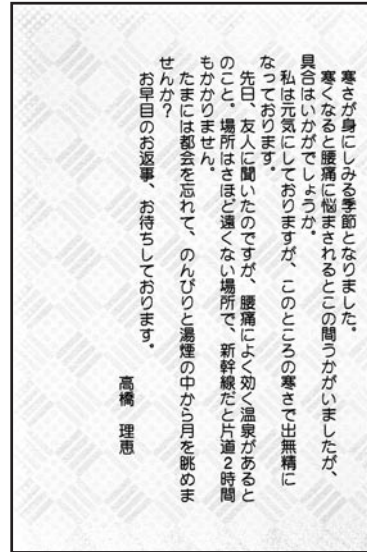 寒さが身にしみる季節となりました。
寒くなると腰痛に悩まされるとこの間うかがいましたが、
具合はいかがでしょうか。
私は元気にしておりますが、このところの寒さで出無精に
なっております。
先日、友人に聞いたのですが、腰痛によく効く温泉があると
のこと。場所はさほど遠くない場所で、新幹線だと片道2時間
もかかりません。
たまには都会を忘れて、のんびりと湯煙の中から月を眺めま
せんか？
お早目のお返事、お待ちしております。
高橋　理恵